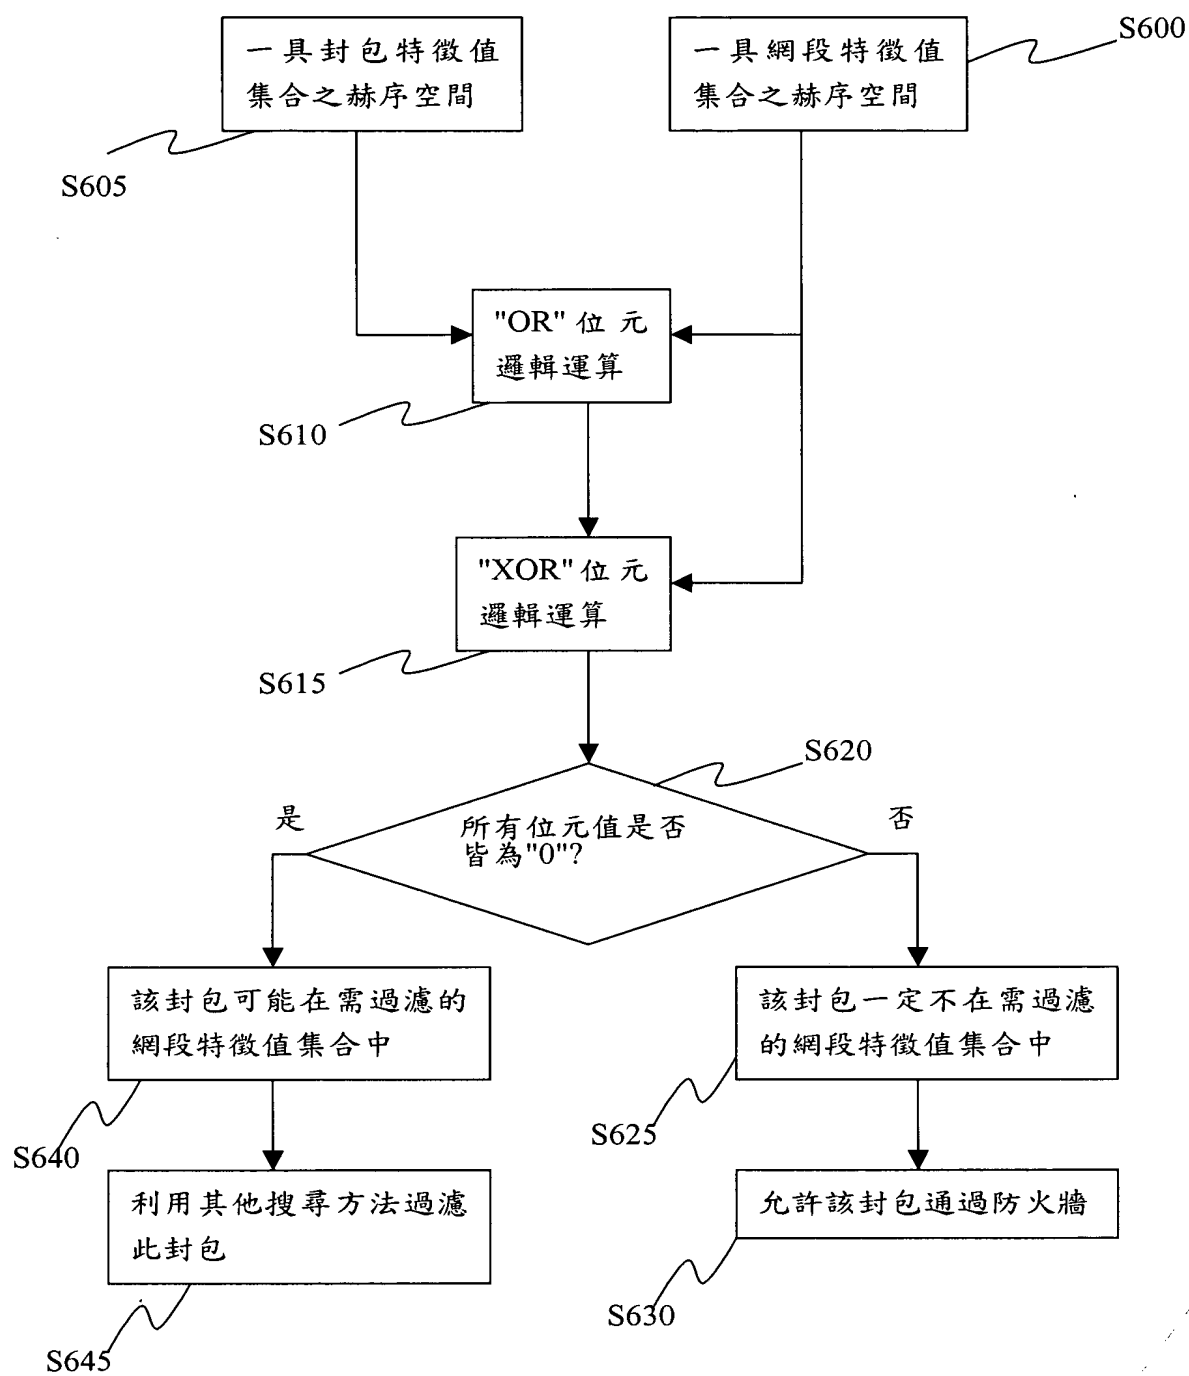 S600
一具封包特徵值
集合之赫序空間
一具網段特徵值
集合之赫序空間
S605
"OR" 位元
邏輯運算
S610
"XOR" 位元
邏輯運算
S615
S620
是
所有位元值是否
皆為"0"?
否
該封包可能在需過濾的
網段特徵值集合中
該封包一定不在需過濾
的網段特徵值集合中
S640
S625
利用其他搜尋方法過濾
此封包
允許該封包通過防火牆
S645
S630